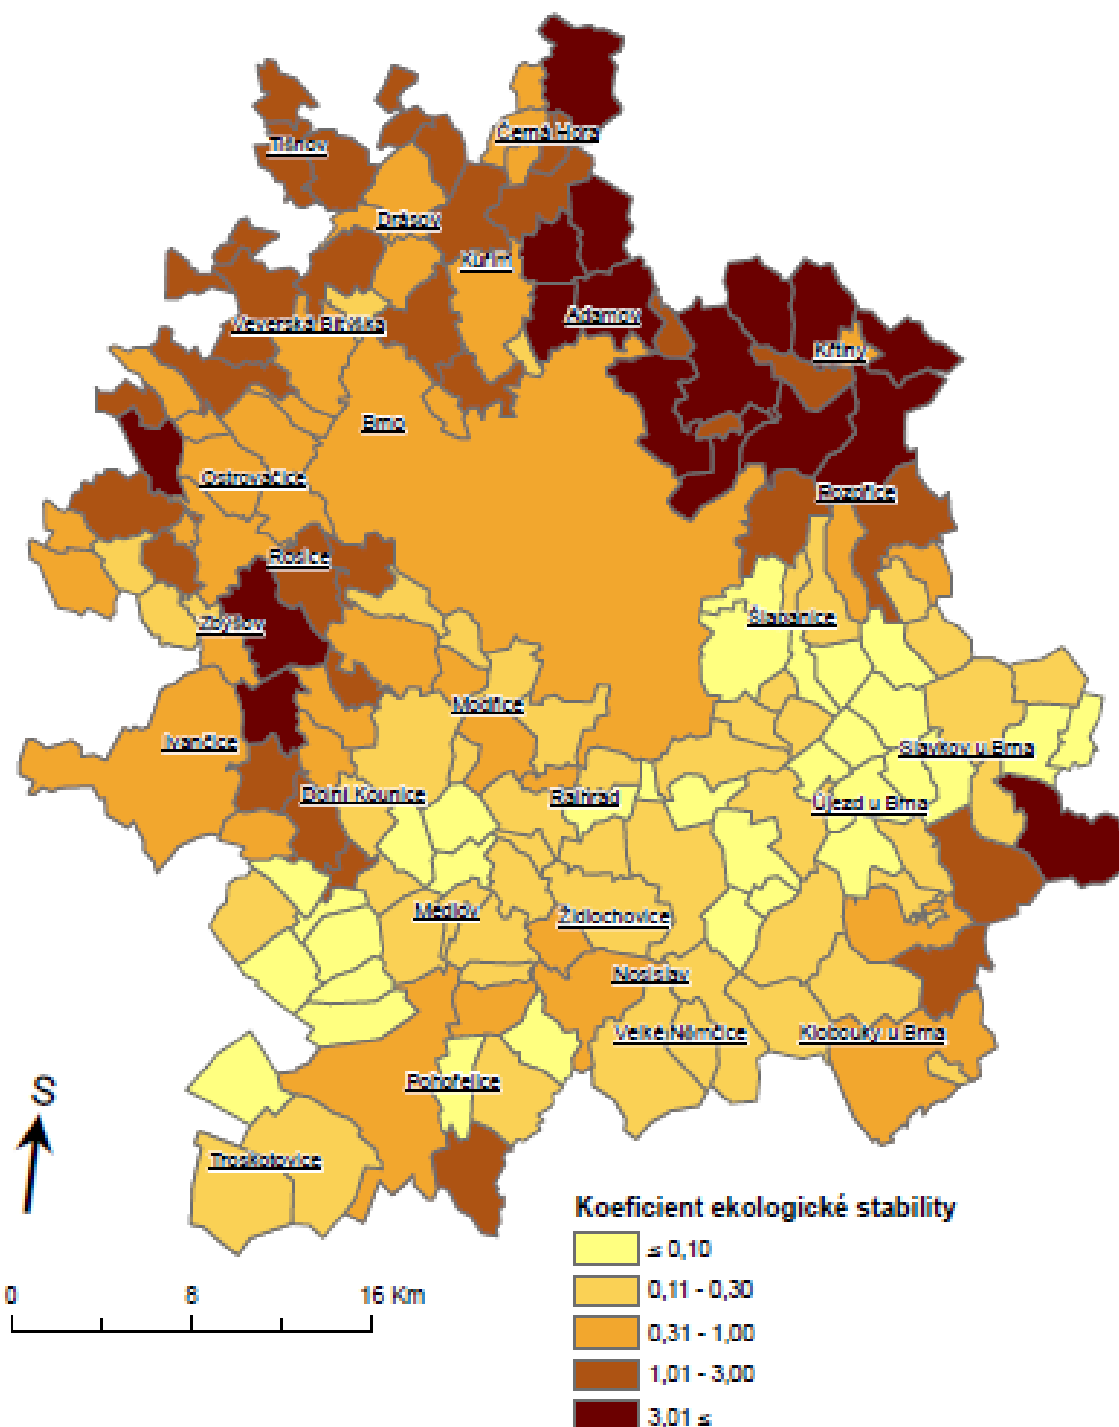 Černá Hora
Tišnov
Drásov
Kuřim
Adamov
Veverská Bítýška
Křtiny
Brno
Ostrovačice
Pozořice
Rosice
Zbýšov
Šlapanice
Modřice
Ivančice
Slavkov u Brna
Dolní Kounice
Rajhrad
Újezd u Brna
Medlov
Židlochovice
Nosislav
Velké Němčice
Klobouky u Brna
Pohořelice
Troskotovice
S
Koeficient ekologické stability
≤ 0,10
0,11 - 0,30
0,31 - 1,00
1,01 - 3,00
3,01 ≤
0 8 16 Km